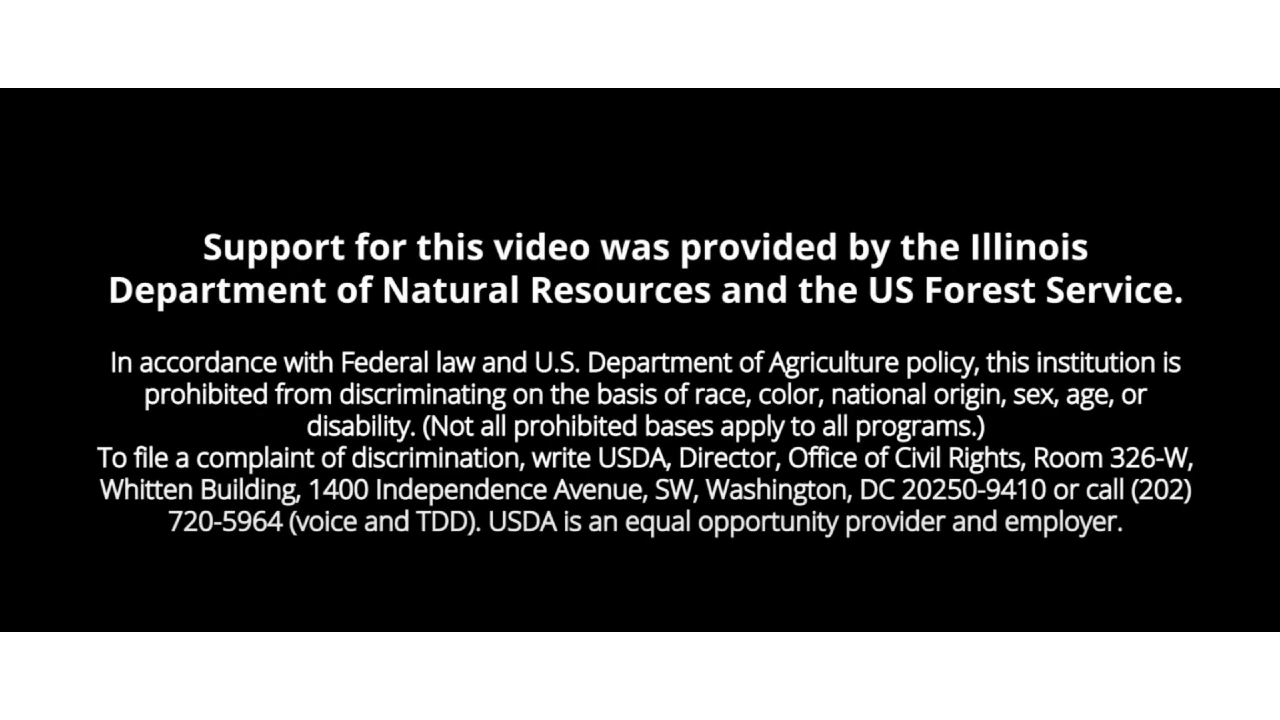 Support for this video was provided by the Illinois
Department of Natural Resources and the US Forest Service.
In accordance with Federal law and U.S. Department of Agriculture policy, this institution is
prohibited from discriminating on the basis of race, color, national origin, sex, age, or
disability. (Not all prohibited bases apply to all programs.)
To file a complaint of discrimination, write USDA, Director, Office of Civil Rights, Room 326-W,
Whitten Building, 1400 Independence Avenue, SW, Washington, DC 20250-9410 or call (202)
720-5964 (voice and TDD). USDA is an equal opportunity provider and employer.